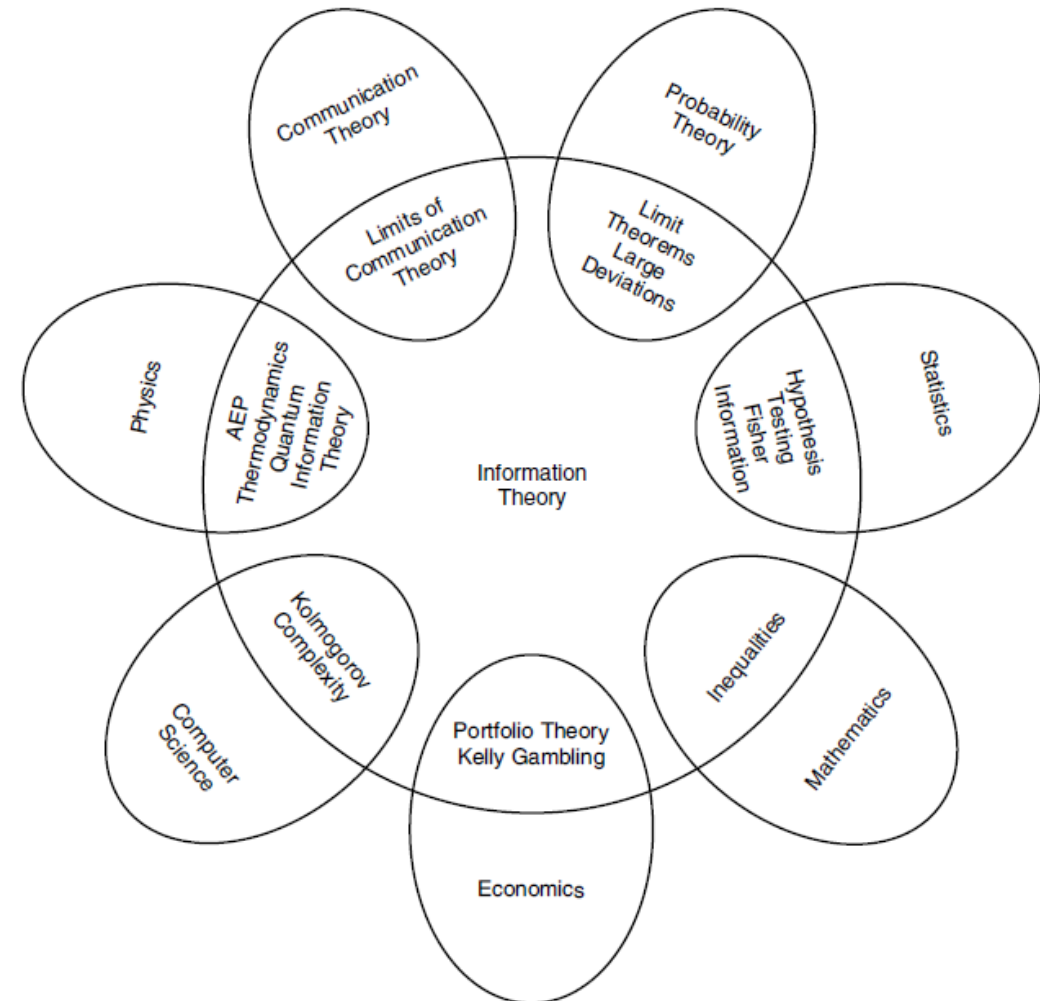 Communication
Theory
Probability
Theory
Limits of
Communication
Theory
Limit
Theorems
Large
Deviations
Physics
AEP
Thermodynamics
Quantum
Information
Theory
Information
Theory
Hypothesis
Testing
Fisher
Information
Statistics
Kolmogorov
Complexity
Computer
Science
Portfolio Theory
Kelly Gambling
Economics
Inequalities
Mathematics